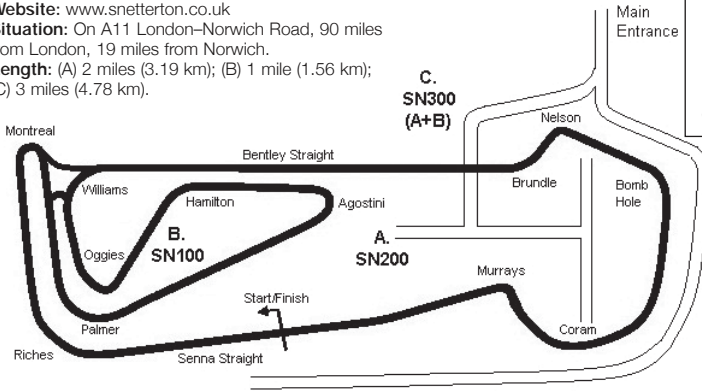 Website: www.snetterton.co.uk
Situation: On A11 London–Norwich Road, 90 miles
from London, 19 miles from Norwich.
Length: (A) 2 miles (3.19 km); (B) 1 mile (1.56 km);
(C) 3 miles (4.78 km).
Main
Entrance
C.
SN300
(A+B)
Nelson
Montreal
Bentley Straight
Williams
Hamilton
Agostini
Brundle
Bomb
Hole
Oggies
B.
SN100
A.
SN200
Murrays
Start/Finish
Palmer
Coram
Riches
Senna Straight